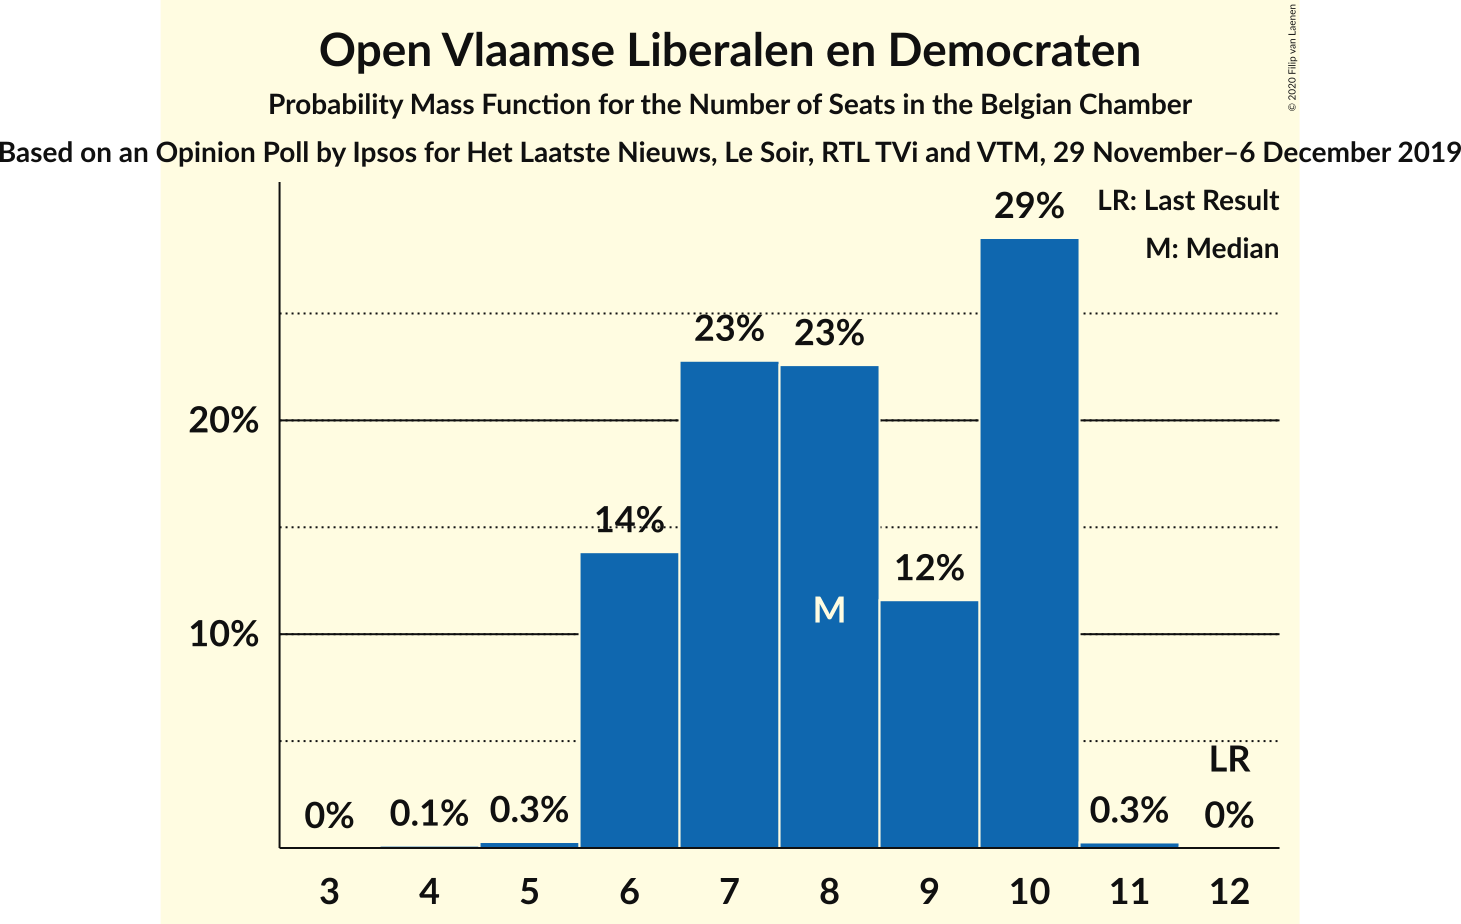 Open Vlaamse Liberalen en Democraten
Probability Mass Function for the Number of Seats in the Belgian Chamber
Based on an Opinion Poll by Ipsos for Het Laatste Nieuws, Le Soir, RTL TVi and VTM, 29 November–6 December 2019
© 2020 Filip van Laenen
LR: Last Result
M: Median
29%
23%
23%
20%
14%
12%
M
10%
LR
0%
0.1%
0.3%
0.3%
0%
3 4 5 6 7 8 9 10 11 12